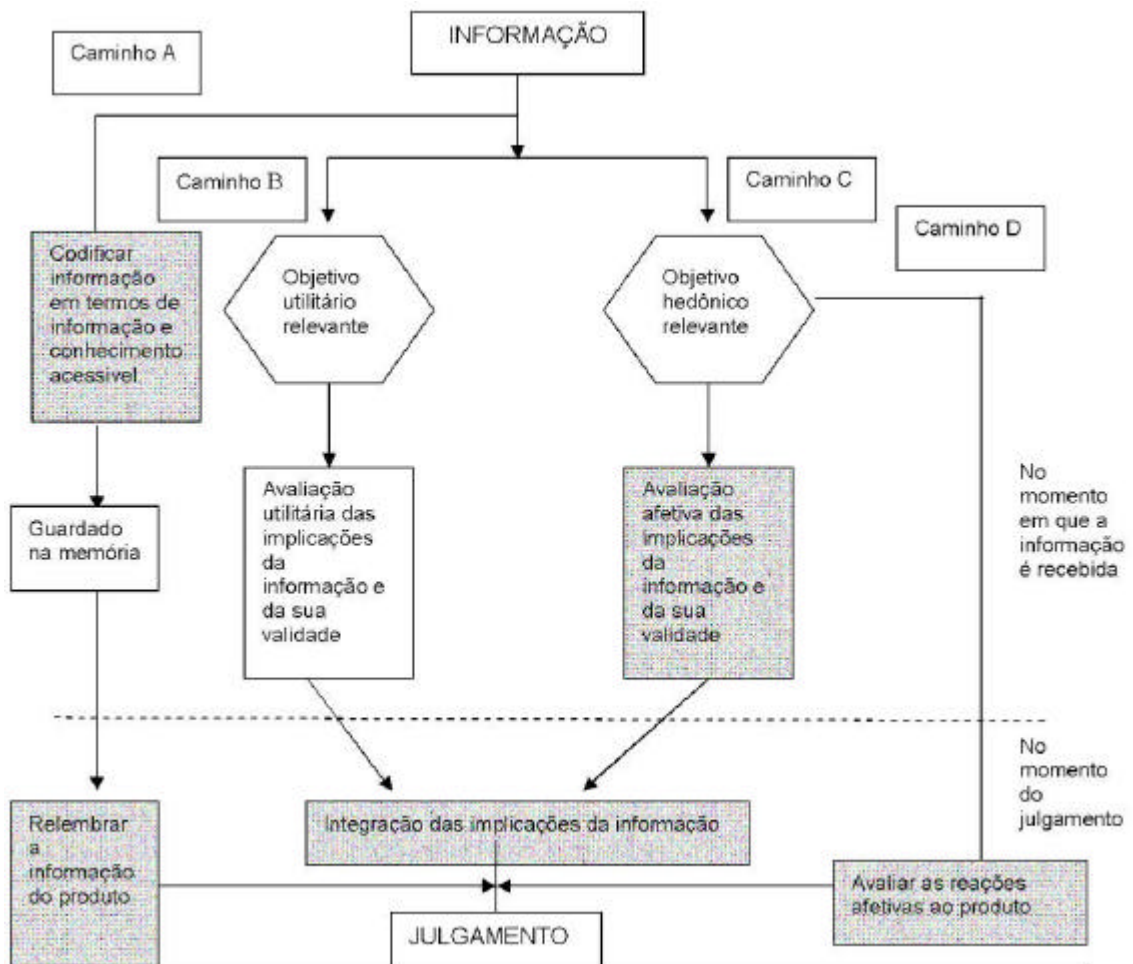 INFORMAÇÃO
Caminho A
Caminho B
Caminho C
Caminho D
Codificar
informação
em termos de
informação e
conhecimento
acessivel
Objetivo
utilitário
relevante
Objetivo
hedônico
relevante
Guardado
na memória
Avaliação
utilitária das
implicações
da
informação e
da sua
validade
Avaliação
afetiva das
implicações
da
informação e
da sua
validade
No
momento
em que a
informação
é recebida
No
momento
do
julgamento
Relembrar
a
informação
do produto
Integração das implicações da informação
Avaliar as reações
afetivas ao produto
JULGAMENTO